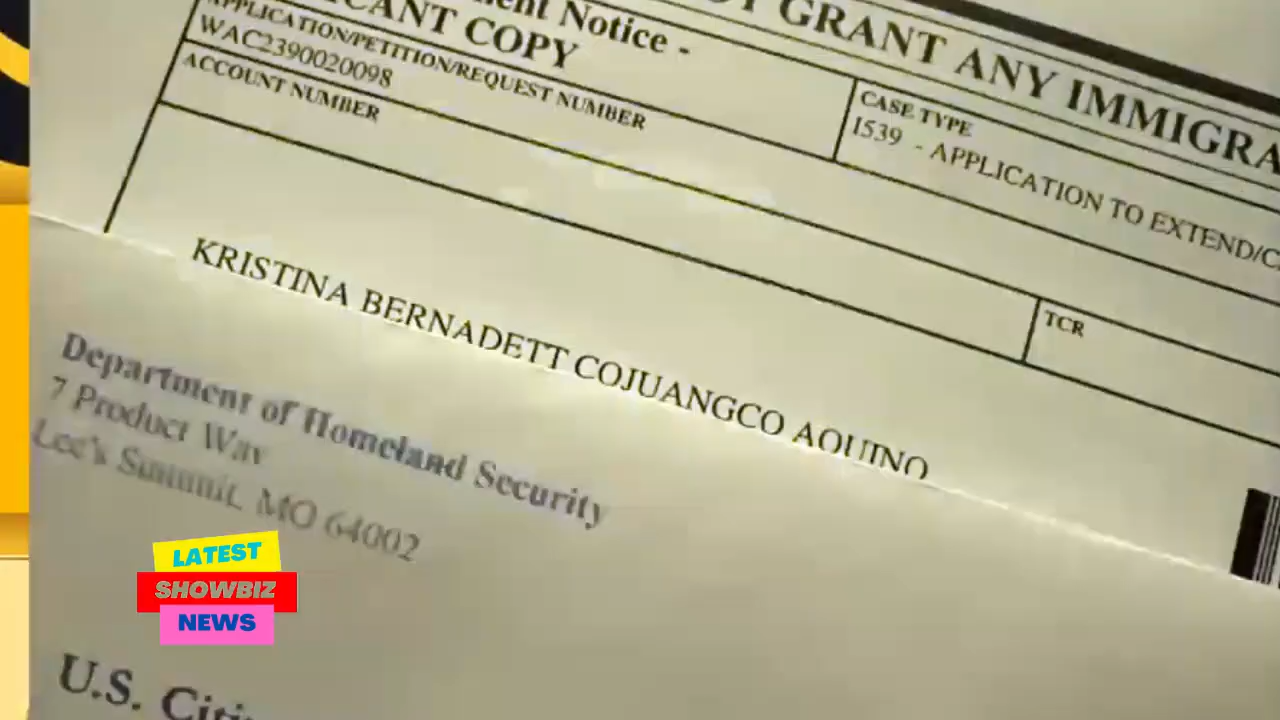 T GRANT ANY IMMIGRA
ent Notice -
ICANT COPY
APPLICATION/PETITION/REQUEST NUMBER
WAC2390020098
CASE TYPE
I539 - APPLICATION TO EXTEND/C
ACCOUNT NUMBER
TCR
KRISTINA BERNADETT COJUANGCO AQUINO
Department of Homeland Security
7 Product Way
Lee's Summit, MO 64002
LATEST
SHOWBIZ
NEWS
U.S. Citi